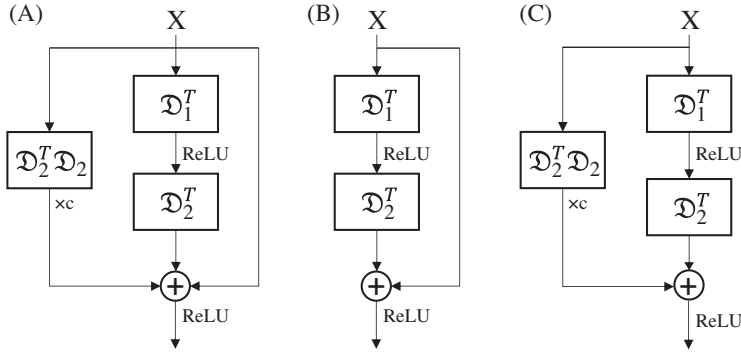 (A) X
𝔇₁ᵀ
ReLU
𝔇₂ᵀ𝔇₂
×c
𝔇₂ᵀ
+
ReLU
(B) X
𝔇₁ᵀ
ReLU
𝔇₂ᵀ
+
ReLU
(C) X
𝔇₁ᵀ
ReLU
𝔇₂ᵀ𝔇₂
×c
𝔇₂ᵀ
+
ReLU